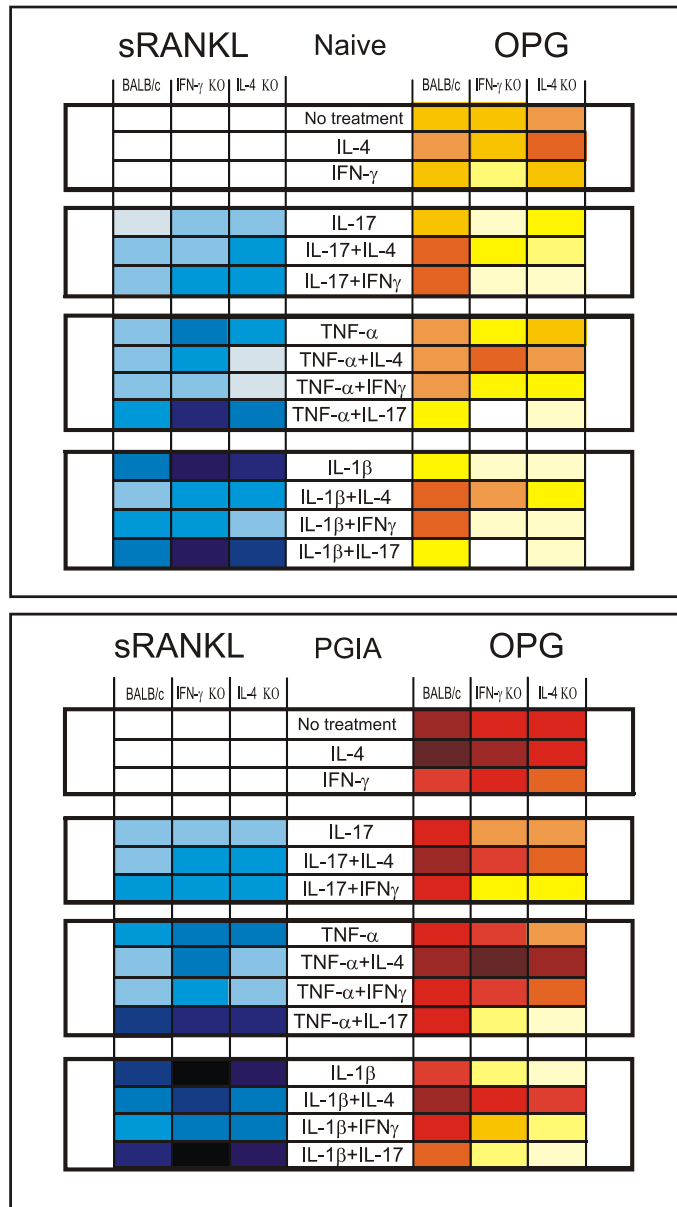 sRANKL Naive OPG
BALB/c IFN-γ KO IL-4 KO BALB/c IFN-γ KO IL-4 KO
No treatment
IL-4
IFN-γ
IL-17
IL-17+IL-4
IL-17+IFNγ
TNF-α
TNF-α+IL-4
TNF-α+IFNγ
TNF-α+IL-17
IL-1β
IL-1β+IL-4
IL-1β+IFNγ
IL-1β+IL-17
sRANKL PGIA OPG
BALB/c IFN-γ KO IL-4 KO BALB/c IFN-γ KO IL-4 KO
No treatment
IL-4
IFN-γ
IL-17
IL-17+IL-4
IL-17+IFNγ
TNF-α
TNF-α+IL-4
TNF-α+IFNγ
TNF-α+IL-17
IL-1β
IL-1β+IL-4
IL-1β+IFNγ
IL-1β+IL-17